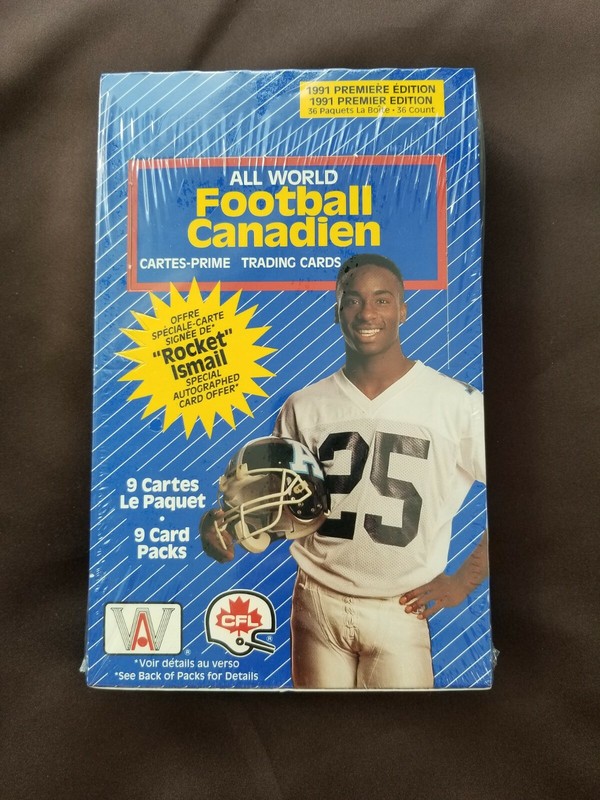 1991 PREMIERE ÉDITION
1991 PREMIER EDITION
36 Paquets La Boîte • 36 Count
ALL WORLD
Football
Canadien
CARTES-PRIME TRADING CARDS
OFFRE
SPÉCIALE-CARTE
SIGNÉE DE*
"Rocket"
Ismail
SPECIAL
AUTOGRAPHED
CARD OFFER*
25
9 Cartes
Le Paquet
•
9 Card
Packs
WA
®
CFL
®
*Voir détails au verso
*See Back of Packs for Details